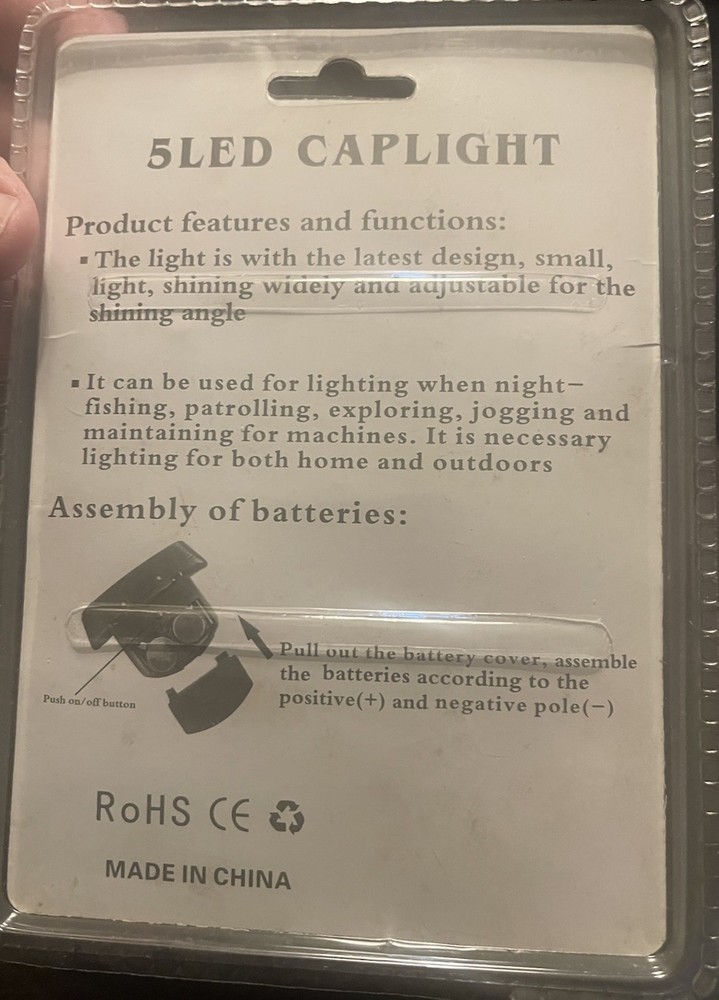 5LED CAPLIGHT
Product features and functions:
▪ The light is with the latest design, small,
light, shining widely and adjustable for the
shining angle
▪ It can be used for lighting when night-
fishing, patrolling, exploring, jogging and
maintaining for machines. It is necessary
lighting for both home and outdoors
Assembly of batteries:
Pull out the battery cover, assemble
the batteries according to the
positive(+) and negative pole(-)
Push on/off button
RoHS CE
MADE IN CHINA